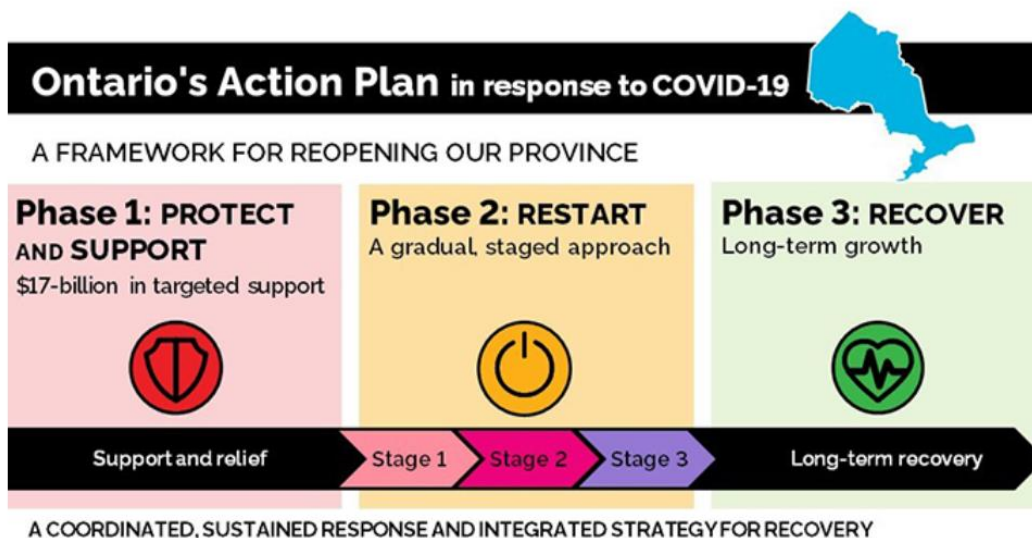 Ontario's Action Plan in response to COVID-19
A FRAMEWORK FOR REOPENING OUR PROVINCE
Phase 1: PROTECT
AND SUPPORT
$17-billion in targeted support
Phase 2: RESTART
A gradual, staged approach
Phase 3: RECOVER
Long-term growth
Support and relief
Stage 1
Stage 2
Stage 3
Long-term recovery
A COORDINATED, SUSTAINED RESPONSE AND INTEGRATED STRATEGY FOR RECOVERY